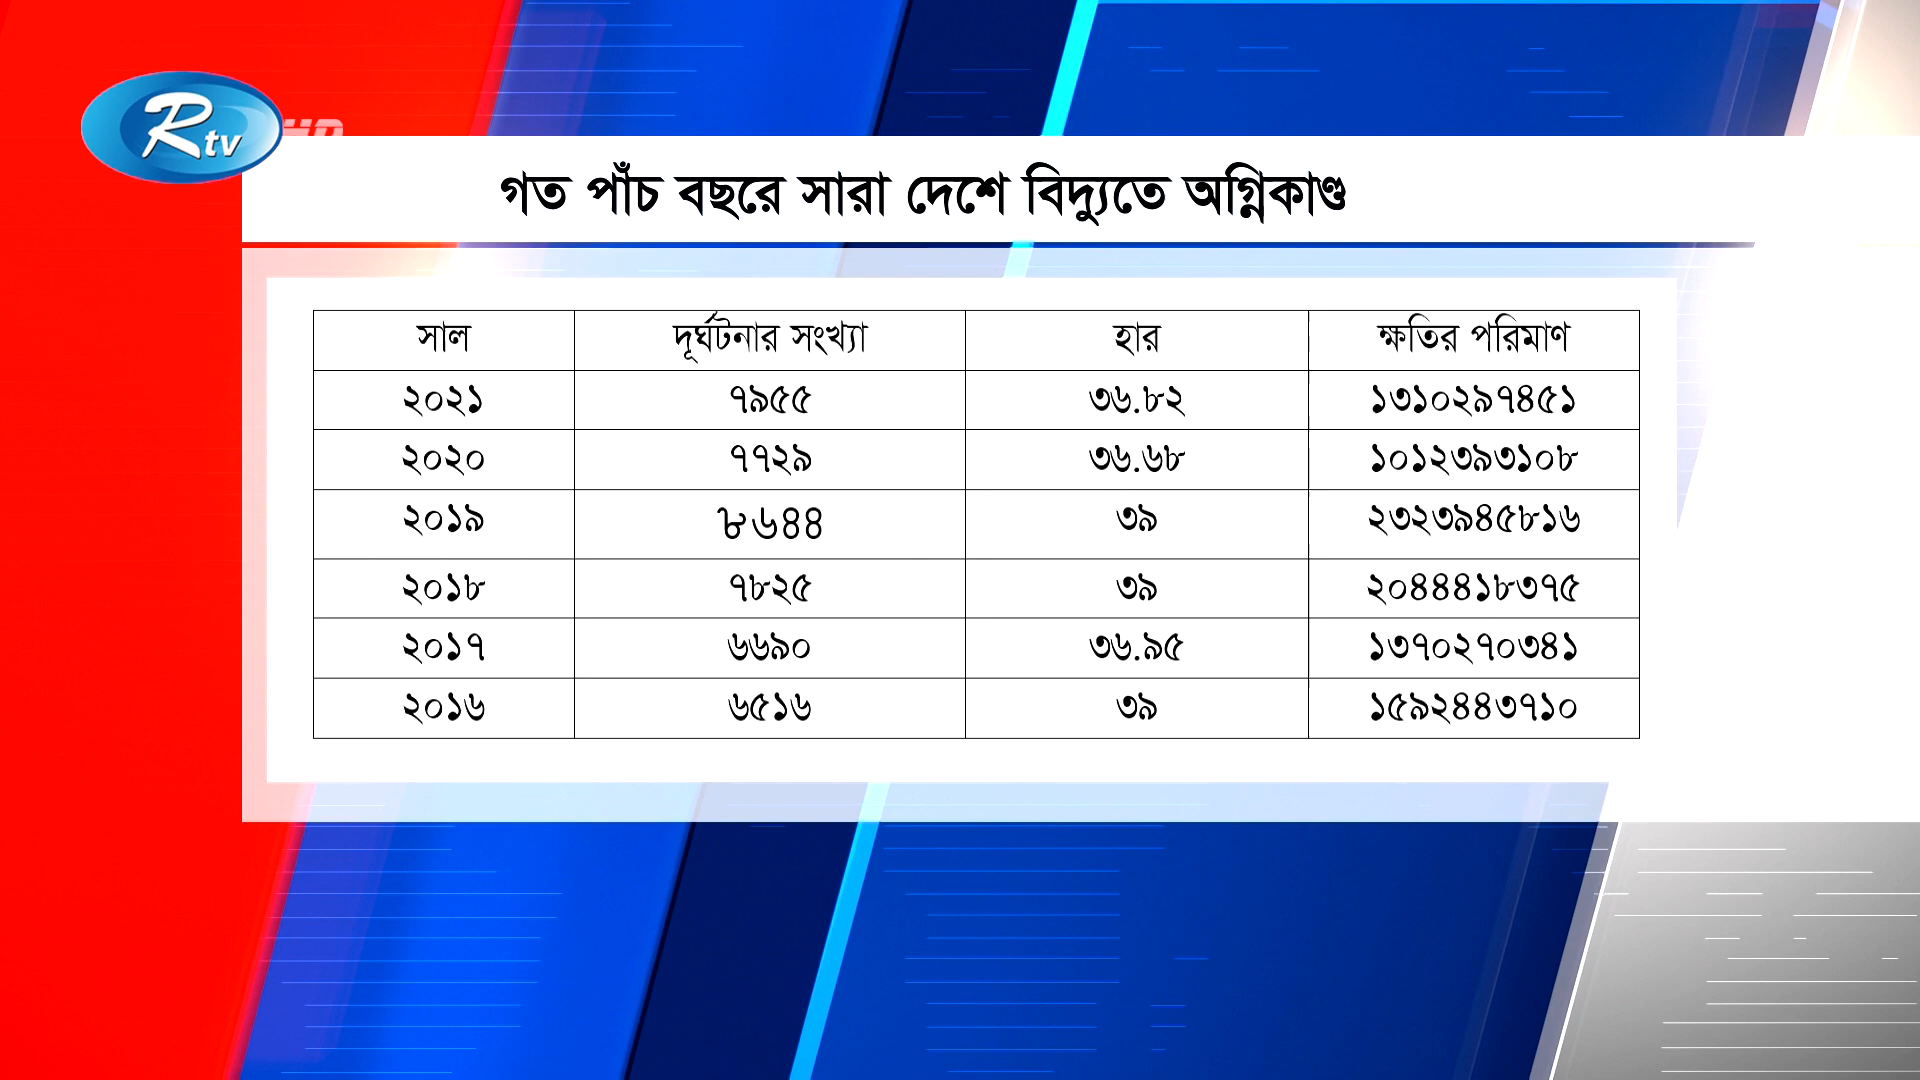 Rtv
HD
গত পাঁচ বছরে সারা দেশে বিদ্যুতে অগ্নিকাণ্ড
সাল দূর্ঘটনার সংখ্যা হার ক্ষতির পরিমাণ
২০২১ ৭৯৫৫ ৩৬.৮২ ১৩১০২৯৭৪৫১
২০২০ ৭৭২৯ ৩৬.৬৮ ১০১২৩৯৩১০৮
২০১৯ ৮৬৪৪ ৩৯ ২৩২৩৯৪৫৮১৬
২০১৮ ৭৮২৫ ৩৯ ২০৪৪৪১৮৩৭৫
২০১৭ ৬৬৯০ ৩৬.৯৫ ১৩৭০২৭০৩৪১
২০১৬ ৬৫১৬ ৩৯ ১৫৯২৪৪৩৭১০